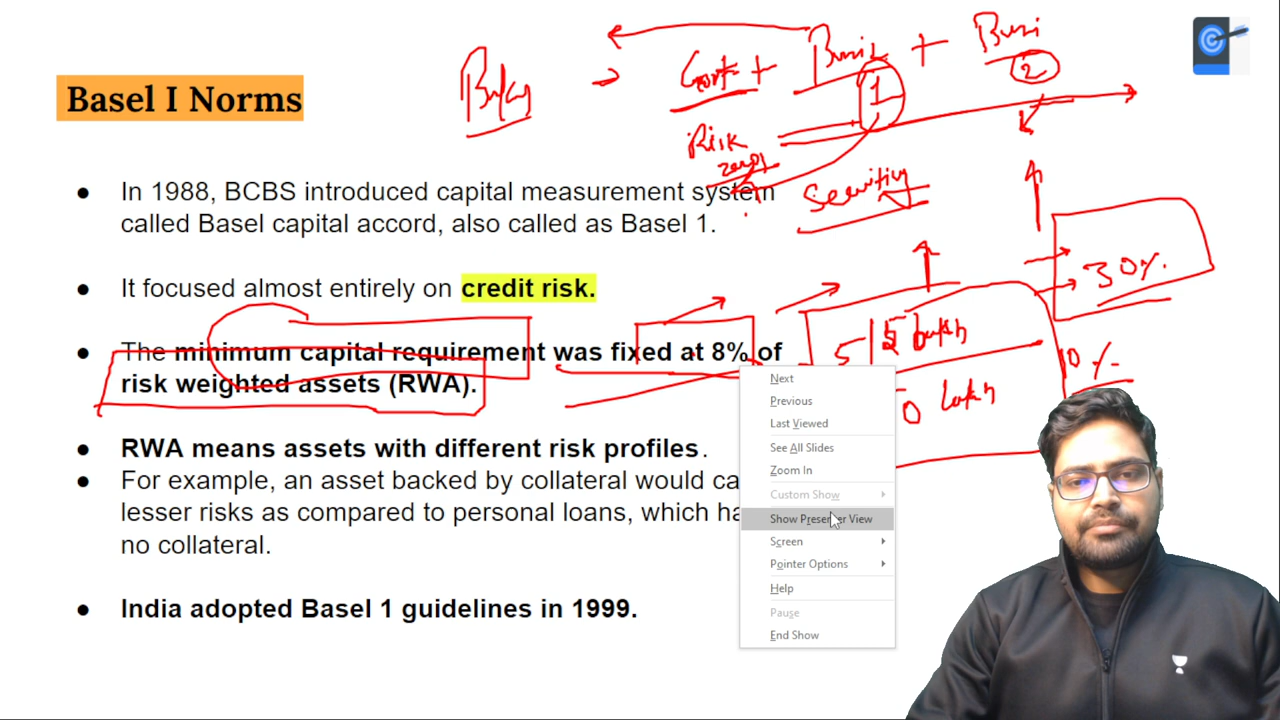 Basel I Norms
Risk
zero
Security
1
2
30%
● In 1988, BCBS introduced capital measurement system
called Basel capital accord, also called as Basel 1.
● It focused almost entirely on credit risk.
● The minimum capital requirement was fixed at 8% of
risk weighted assets (RWA).
10%
● RWA means assets with different risk profiles.
● For example, an asset backed by collateral would
lesser risks as compared to personal loans, which
no collateral.
● India adopted Basel 1 guidelines in 1999.
Next
Previous
Last Viewed
See All Slides
Zoom In
Custom Show
Show Presenter View
Screen
Pointer Options
Help
Pause
End Show